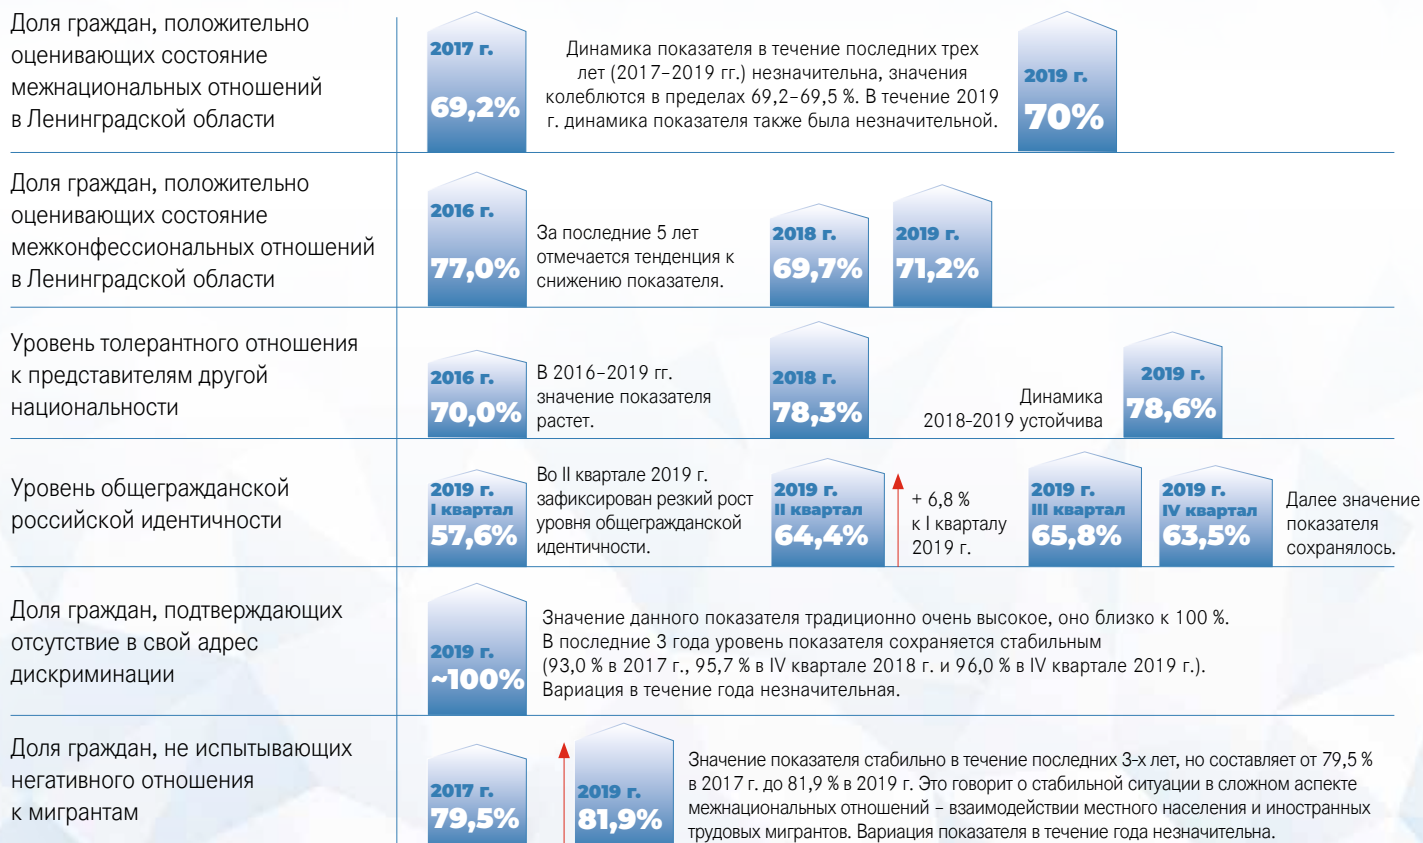 Доля граждан, положительно
оценивающих состояние
межнациональных отношений
в Ленинградской области
2017 г.
69,2%
Динамика показателя в течение последних трех
лет (2017–2019 гг.) незначительна, значения
колеблются в пределах 69,2–69,5 %. В течение 2019
г. динамика показателя также была незначительной.
2019 г.
70%
Доля граждан, положительно
оценивающих состояние
межконфессиональных отношений
в Ленинградской области
2016 г.
77,0%
За последние 5 лет
отмечается тенденция к
снижению показателя.
2018 г.
69,7%
2019 г.
71,2%
Уровень толерантного отношения
к представителям другой
национальности
2016 г.
70,0%
В 2016–2019 гг.
значение показателя
растет.
2018 г.
78,3%
Динамика
2018-2019 устойчива
2019 г.
78,6%
Уровень общегражданской
российской идентичности
2019 г.
I квартал
57,6%
Во II квартале 2019 г.
зафиксирован резкий рост
уровня общегражданской
идентичности.
2019 г.
II квартал
64,4%
+ 6,8 %
к I кварталу
2019 г.
2019 г.
III квартал
65,8%
2019 г.
IV квартал
63,5%
Далее значение
показателя
сохранялось.
Доля граждан, подтверждающих
отсутствие в свой адрес
дискриминации
2019 г.
~100%
Значение данного показателя традиционно очень высокое, оно близко к 100 %.
В последние 3 года уровень показателя сохраняется стабильным
(93,0 % в 2017 г., 95,7 % в IV квартале 2018 г. и 96,0 % в IV квартале 2019 г.).
Вариация в течение года незначительная.
Доля граждан, не испытывающих
негативного отношения
к мигрантам
2017 г.
79,5%
2019 г.
81,9%
Значение показателя стабильно в течение последних 3-х лет, но составляет от 79,5 %
в 2017 г. до 81,9 % в 2019 г. Это говорит о стабильной ситуации в сложном аспекте
межнациональных отношений – взаимодействии местного населения и иностранных
трудовых мигрантов. Вариация показателя в течение года незначительна.